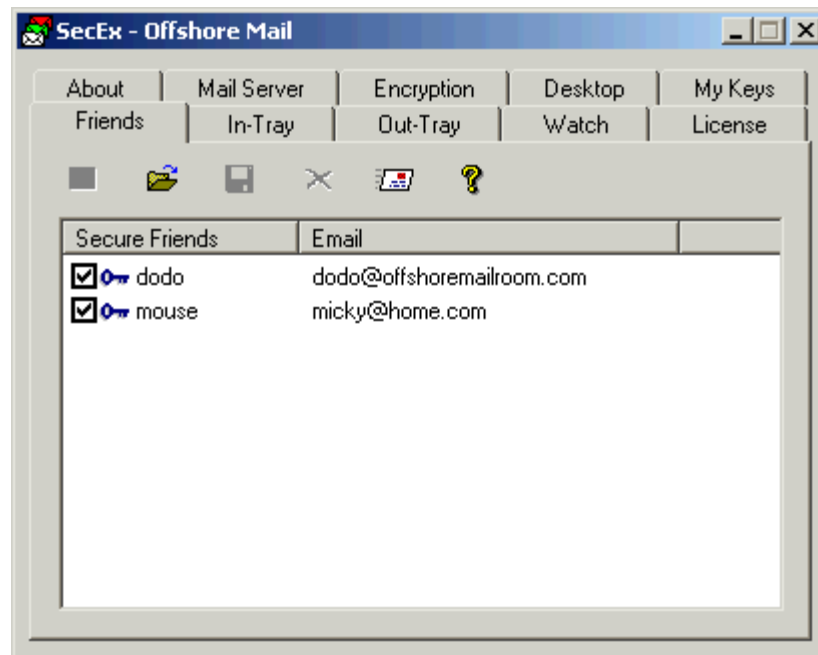 SecEx - Offshore Mail
About Mail Server Encryption Desktop My Keys
Friends In-Tray Out-Tray Watch License
Secure Friends Email
dodo dodo@offshoremailroom.com
mouse micky@home.com